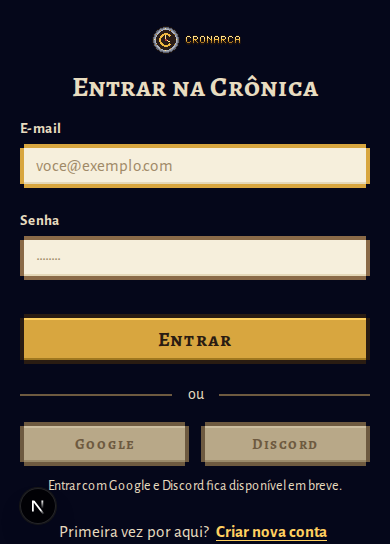 CRONARCA
Entrar na Crônica
E-mail
voce@exemplo.com
Senha
········
Entrar
ou
Google
Discord
Entrar com Google e Discord fica disponível em breve.
N
Primeira vez por aqui? Criar nova conta